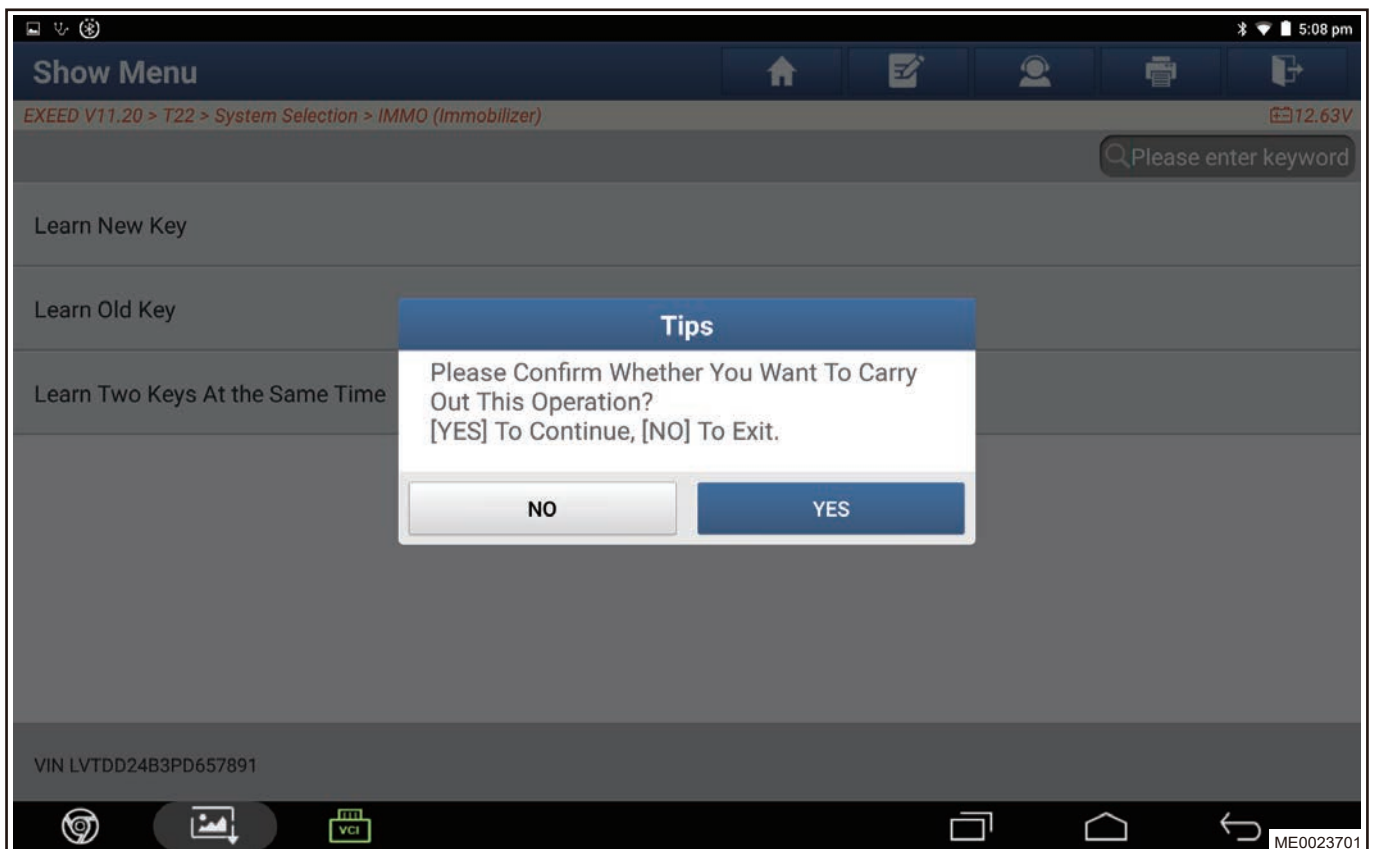 5:08 pm
Show Menu
EXEED V11.20 > T22 > System Selection > IMMO (Immobilizer)
12.63V
Please enter keyword
Learn New Key
Learn Old Key
Learn Two Keys At the Same Time
Tips
Please Confirm Whether You Want To Carry
Out This Operation?
[YES] To Continue, [NO] To Exit.
NO
YES
VIN LVTDD24B3PD657891
VCI
ME0023701